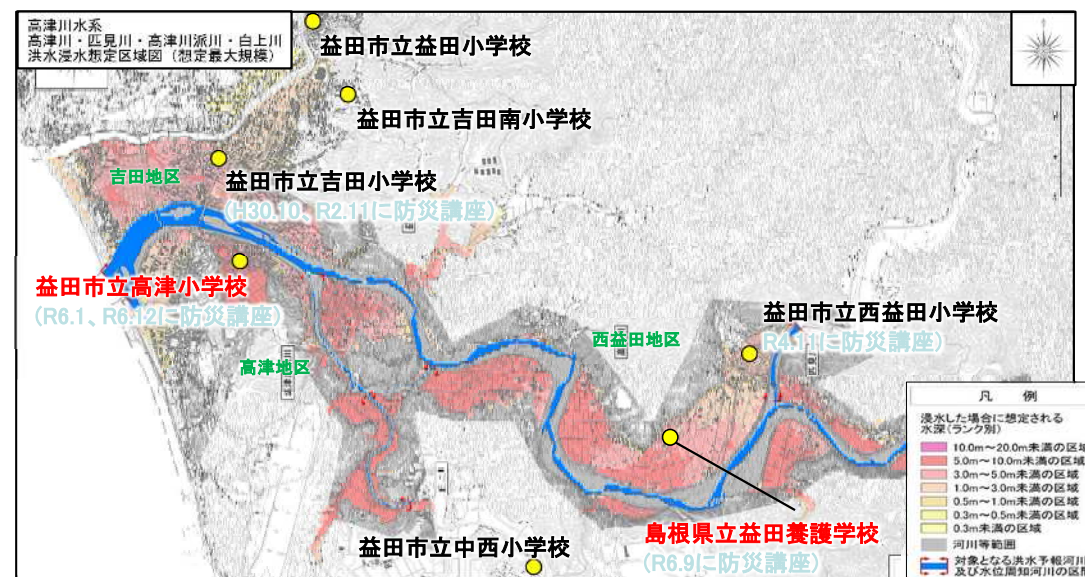 高津川水系
高津川・匹見川・高津川派川・白上川
洪水浸水想定区域図（想定最大規模）
益田市立益田小学校
益田市立吉田南小学校
吉田地区
益田市立吉田小学校
(H30.10、R2.11に防災講座)
益田市立高津小学校
(R6.1、R6.12に防災講座)
高津地区
西益田地区
益田市立西益田小学校
R4.11に防災講座)
島根県立益田養護学校
(R6.9に防災講座)
益田市立中西小学校
凡 例
浸水した場合に想定される
水深(ランク別)
10.0m～20.0m未満の区域
5.0m～10.0m未満の区域
3.0m～5.0m未満の区域
1.0m～3.0m未満の区域
0.5m～1.0m未満の区域
0.3m～0.5m未満の区域
0.3m未満の区域
河川等範囲
対象となる洪水予報河川
及び水位周知河川の区間